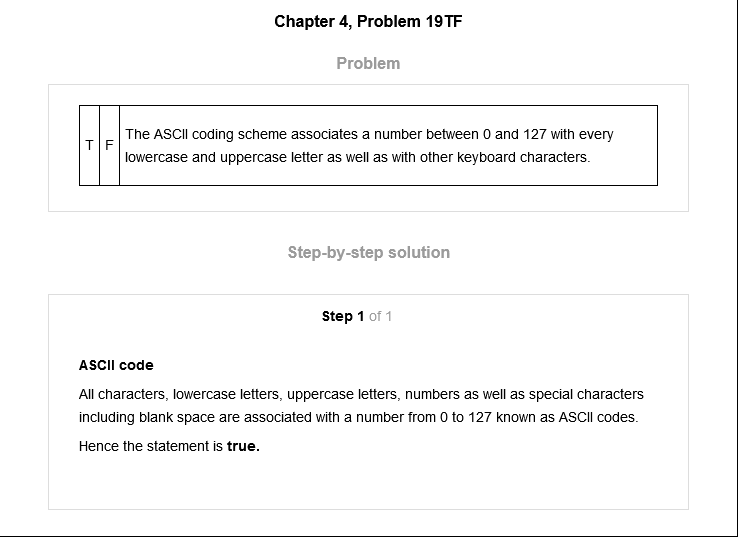 Chapter 4, Problem 19TF
Problem
T F The ASCII coding scheme associates a number between 0 and 127 with every
lowercase and uppercase letter as well as with other keyboard characters.
Step-by-step solution
Step 1 of 1
ASCII code
All characters, lowercase letters, uppercase letters, numbers as well as special characters
including blank space are associated with a number from 0 to 127 known as ASCII codes.
Hence the statement is true.